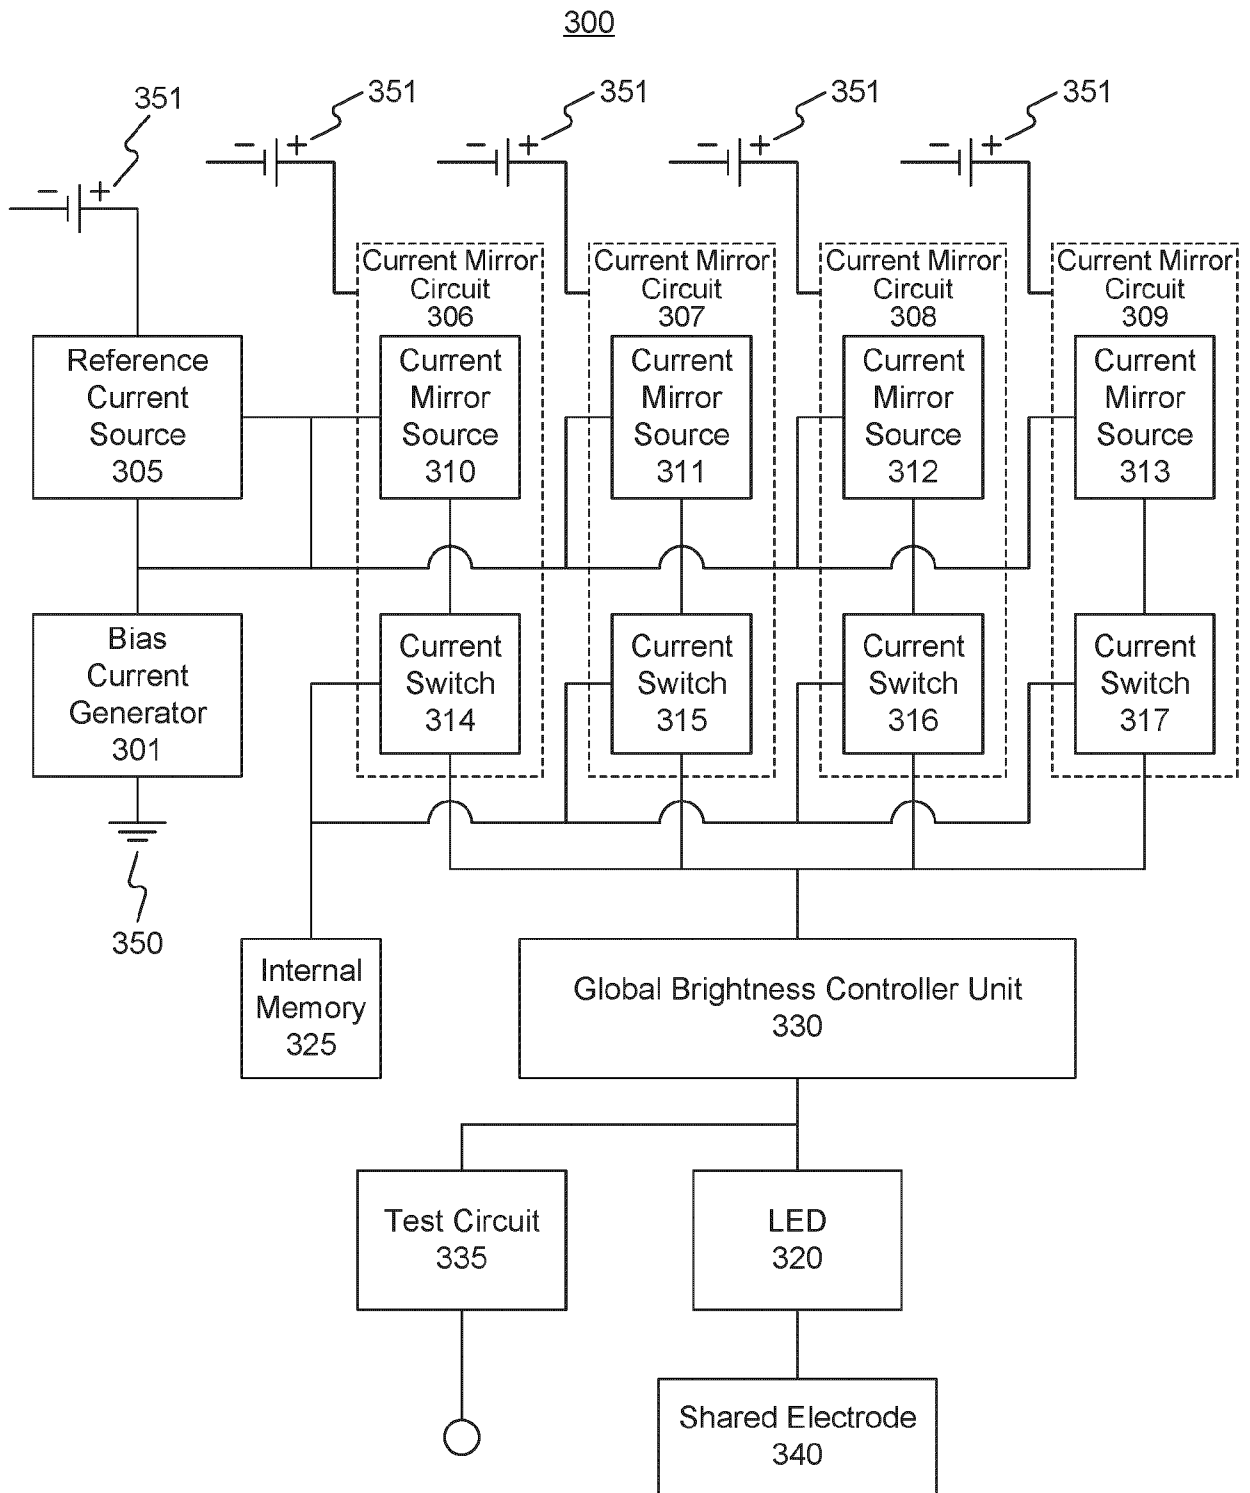 300
351
351
351
351
351
− +
− +
− +
− +
− +
Current Mirror
Circuit
306
Current Mirror
Circuit
307
Current Mirror
Circuit
308
Current Mirror
Circuit
309
Reference
Current
Source
305
Current
Mirror
Source
310
Current
Mirror
Source
311
Current
Mirror
Source
312
Current
Mirror
Source
313
Bias
Current
Generator
301
Current
Switch
314
Current
Switch
315
Current
Switch
316
Current
Switch
317
350
Internal
Memory
325
Global Brightness Controller Unit
330
Test Circuit
335
LED
320
Shared Electrode
340